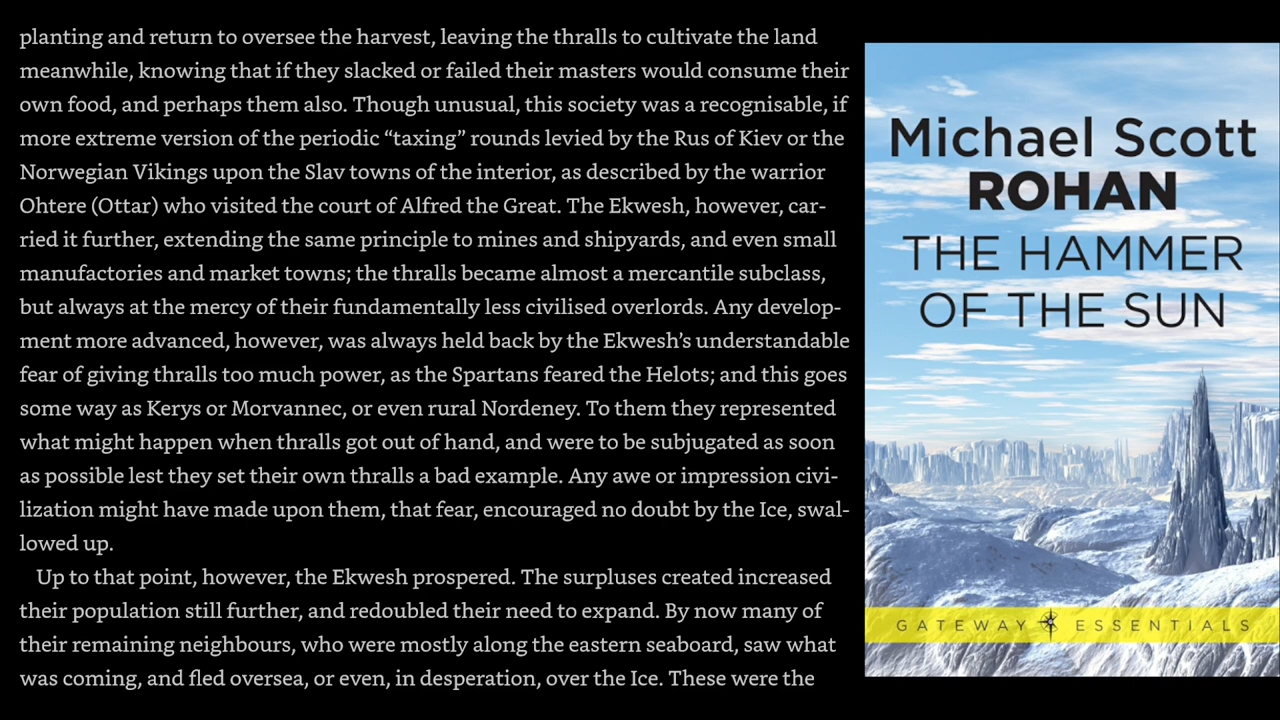 planting and return to oversee the harvest, leaving the thralls to cultivate the land
meanwhile, knowing that if they slacked or failed their masters would consume their
own food, and perhaps them also. Though unusual, this society was a recognisable, if
more extreme version of the periodic “taxing” rounds levied by the Rus of Kiev or the
Norwegian Vikings upon the Slav towns of the interior, as described by the warrior
Ohtere (Ottar) who visited the court of Alfred the Great. The Ekwesh, however, car-
ried it further, extending the same principle to mines and shipyards, and even small
manufactories and market towns; the thralls became almost a mercantile subclass,
but always at the mercy of their fundamentally less civilised overlords. Any develop-
ment more advanced, however, was always held back by the Ekwesh’s understandable
fear of giving thralls too much power, as the Spartans feared the Helots; and this goes
some way as Kerys or Morvannec, or even rural Nordeney. To them they represented
what might happen when thralls got out of hand, and were to be subjugated as soon
as possible lest they set their own thralls a bad example. Any awe or impression civi-
lization might have made upon them, that fear, encouraged no doubt by the Ice, swal-
lowed up.
Up to that point, however, the Ekwesh prospered. The surpluses created increased
their population still further, and redoubled their need to expand. By now many of
their remaining neighbours, who were mostly along the eastern seaboard, saw what
was coming, and fled oversea, or even, in desperation, over the Ice. These were the
Michael Scott
ROHAN
THE HAMMER
OF THE SUN
GATEWAY ESSENTIALS